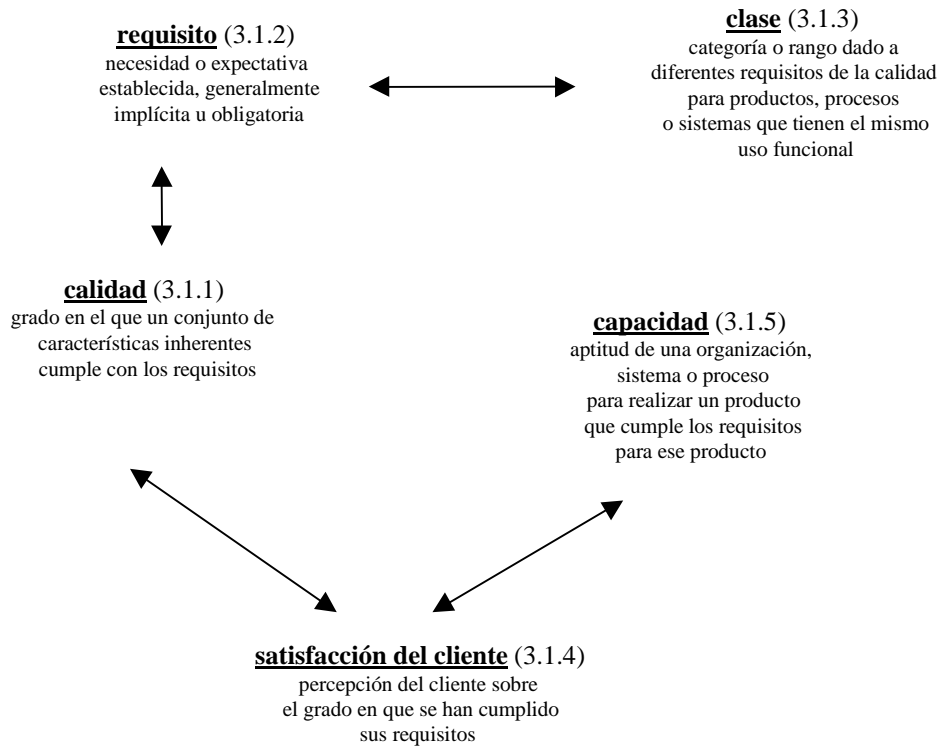 requisito (3.1.2)
necesidad o expectativa
establecida, generalmente
implícita u obligatoria
clase (3.1.3)
categoría o rango dado a
diferentes requisitos de la calidad
para productos, procesos
o sistemas que tienen el mismo
uso funcional
calidad (3.1.1)
grado en el que un conjunto de
características inherentes
cumple con los requisitos
capacidad (3.1.5)
aptitud de una organización,
sistema o proceso
para realizar un producto
que cumple los requisitos
para ese producto
satisfacción del cliente (3.1.4)
percepción del cliente sobre
el grado en que se han cumplido
sus requisitos